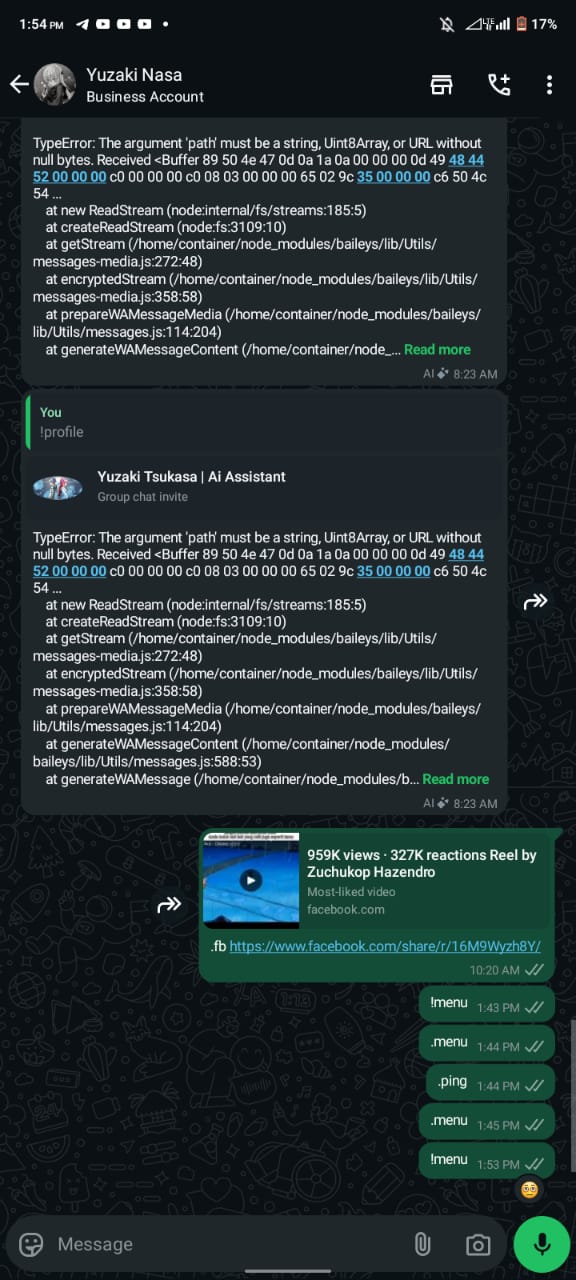 1:54 PM
LTE
17%
Yuzaki Nasa
Business Account
TypeError: The argument 'path' must be a string, Uint8Array, or URL without
null bytes. Received <Buffer 89 50 4e 47 0d 0a 1a 0a 00 00 00 0d 49 48 44
52 00 00 00 c0 00 00 00 c0 08 03 00 00 00 65 02 9c 35 00 00 00 c6 50 4c
54 ...
at new ReadStream (node:internal/fs/streams:185:5)
at createReadStream (node:fs:3109:10)
at getStream (/home/container/node_modules/baileys/lib/Utils/
messages-media.js:272:48)
at encryptedStream (/home/container/node_modules/baileys/lib/Utils/
messages-media.js:358:58)
at prepareWAMessageMedia (/home/container/node_modules/baileys/
lib/Utils/messages.js:114:204)
at generateWAMessageContent (/home/container/node_... Read more
AI 8:23 AM
You
!profile
Yuzaki Tsukasa | Ai Assistant
Group chat invite
TypeError: The argument 'path' must be a string, Uint8Array, or URL without
null bytes. Received <Buffer 89 50 4e 47 0d 0a 1a 0a 00 00 00 0d 49 48 44
52 00 00 00 c0 00 00 00 c0 08 03 00 00 00 65 02 9c 35 00 00 00 c6 50 4c
54 ...
at new ReadStream (node:internal/fs/streams:185:5)
at createReadStream (node:fs:3109:10)
at getStream (/home/container/node_modules/baileys/lib/Utils/
messages-media.js:272:48)
at encryptedStream (/home/container/node_modules/baileys/lib/Utils/
messages-media.js:358:58)
at prepareWAMessageMedia (/home/container/node_modules/baileys/
lib/Utils/messages.js:114:204)
at generateWAMessageContent (/home/container/node_modules/
baileys/lib/Utils/messages.js:588:53)
at generateWAMessage (/home/container/node_modules/b... Read more
AI 8:23 AM
959K views · 327K reactions Reel by
Zuchukop Hazendro
Most-liked video
facebook.com
.fb https://www.facebook.com/share/r/16M9Wyzh8Y/
10:20 AM
!menu 1:43 PM
.menu 1:44 PM
.ping 1:44 PM
.menu 1:45 PM
!menu 1:53 PM
Message